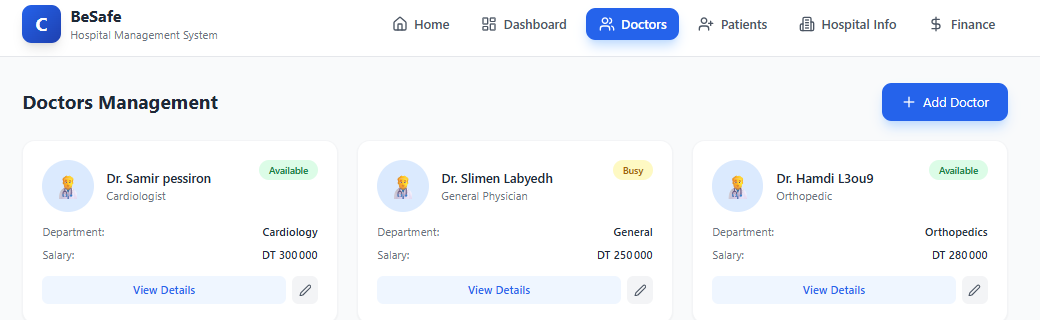 C
BeSafe
Hospital Management System
Home
Dashboard
Doctors
Patients
Hospital Info
Finance
Doctors Management
+ Add Doctor
Dr. Samir pessiron
Cardiologist
Available
Department: Cardiology
Salary: DT 300 000
View Details
Dr. Slimen Labyedh
General Physician
Busy
Department: General
Salary: DT 250 000
View Details
Dr. Hamdi L3ou9
Orthopedic
Available
Department: Orthopedics
Salary: DT 280 000
View Details